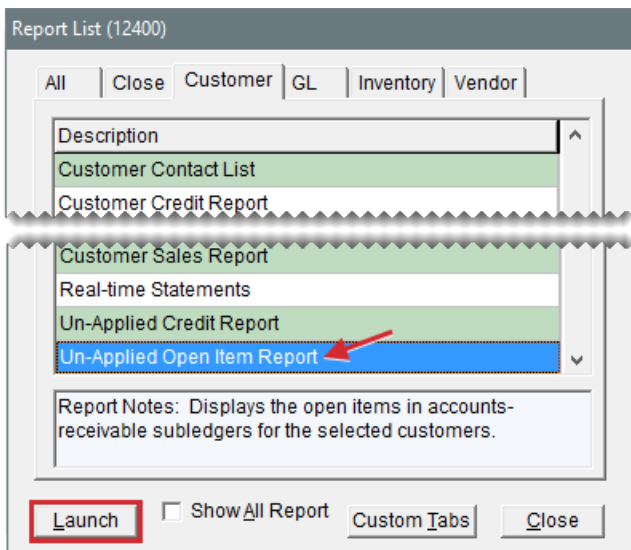 Report List (12400)
All Close Customer GL Inventory Vendor
Description
Customer Contact List
Customer Credit Report
Customer Sales Report
Real-time Statements
Un-Applied Credit Report
Un-Applied Open Item Report
Report Notes: Displays the open items in accounts-
receivable subledgers for the selected customers.
Launch Show All Report Custom Tabs Close